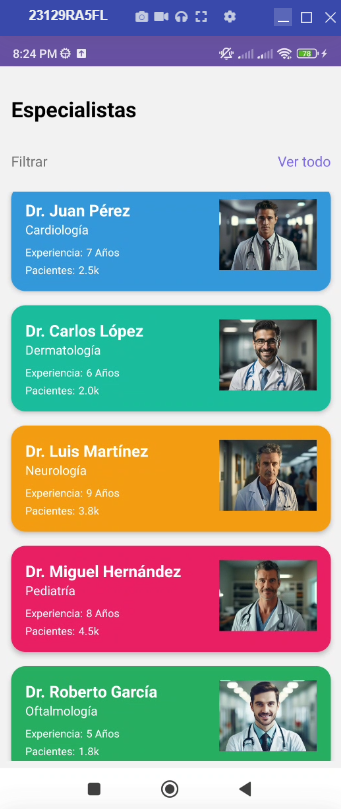 23129RA5FL
8:24 PM
78
Especialistas
Filtrar
Ver todo
Dr. Juan Pérez
Cardiología
Experiencia: 7 Años
Pacientes: 2.5k
Dr. Carlos López
Dermatología
Experiencia: 6 Años
Pacientes: 2.0k
Dr. Luis Martínez
Neurología
Experiencia: 9 Años
Pacientes: 3.8k
Dr. Miguel Hernández
Pediatría
Experiencia: 8 Años
Pacientes: 4.5k
Dr. Roberto García
Oftalmología
Experiencia: 5 Años
Pacientes: 1.8k